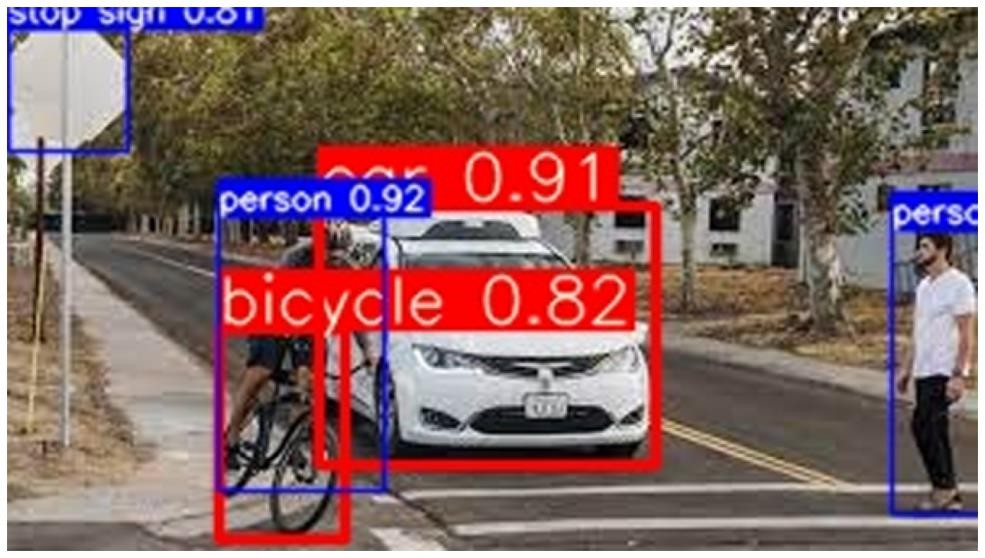 stop sign 0.81
car 0.91
person 0.92
perso
bicycle 0.82